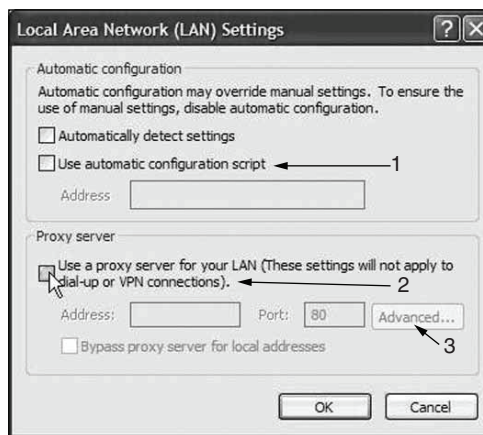 Local Area Network (LAN) Settings
Automatic configuration
Automatic configuration may override manual settings. To ensure the
use of manual settings, disable automatic configuration.
Automatically detect settings
Use automatic configuration script
1
Address
Proxy server
Use a proxy server for your LAN (These settings will not apply to
dial-up or VPN connections).
2
Address:
Port: 80
Advanced...
3
Bypass proxy server for local addresses
OK
Cancel